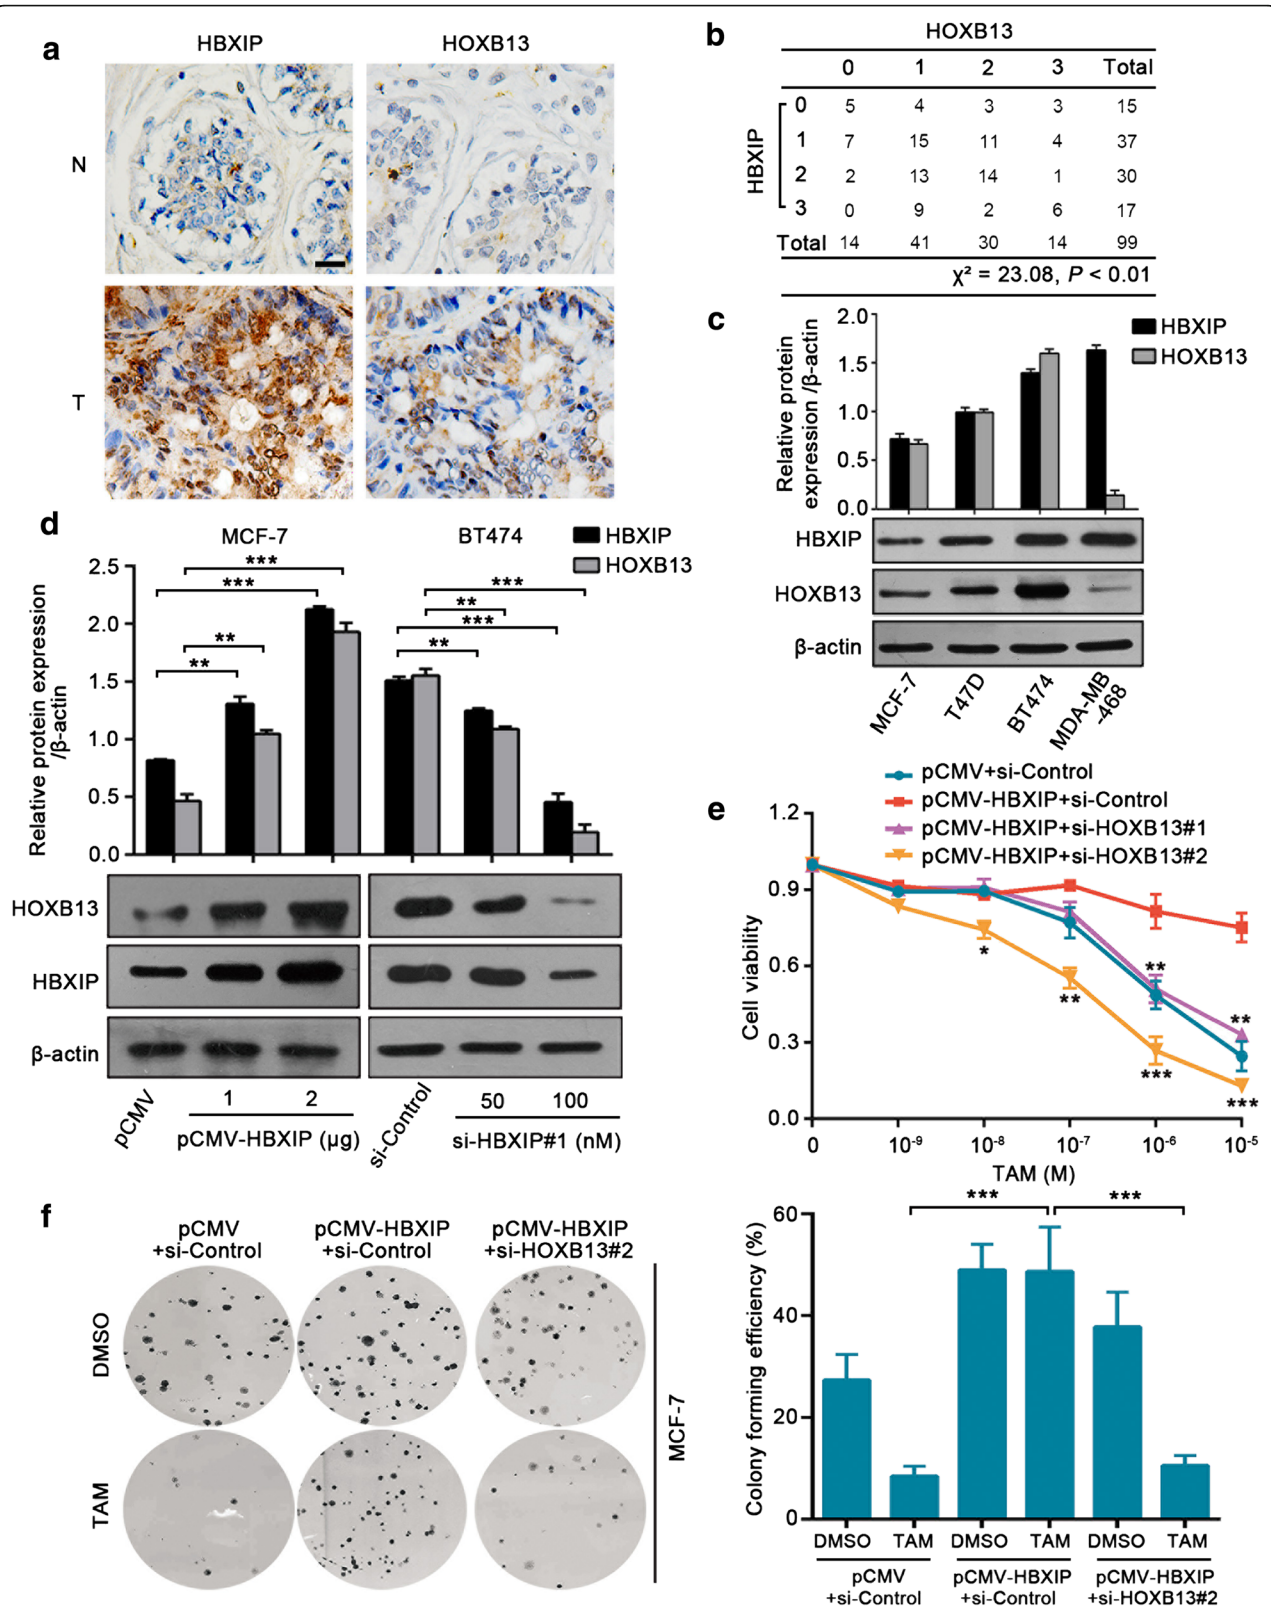 a
HBXIP HOXB13
N
T
b
HOXB13
0 1 2 3 Total
HBXIP
0 5 4 3 3 15
1 7 15 11 4 37
2 2 13 14 1 30
3 0 9 2 6 17
Total 14 41 30 14 99
χ² = 23.08, P < 0.01
c
Relative protein
expression /β-actin
2.0
1.5
1.0
0.5
0.0
HBXIP
HOXB13
HBXIP
HOXB13
β-actin
MCF-7 T47D BT474 MDA-MB
-468
d
MCF-7 BT474
HBXIP
HOXB13
Relative protein expression
/β-actin
2.5
2.0
1.5
1.0
0.5
0.0
***
***
**
**
***
**
***
**
HOXB13
HBXIP
β-actin
pCMV 1 2 si-Control 50 100
pCMV-HBXIP (μg) si-HBXIP#1 (nM)
e
pCMV+si-Control
pCMV-HBXIP+si-Control
pCMV-HBXIP+si-HOXB13#1
pCMV-HBXIP+si-HOXB13#2
Cell viability
1.2
0.9
0.6
0.3
0.0
*
**
**
***
**
***
0 10⁻⁹ 10⁻⁸ 10⁻⁷ 10⁻⁶ 10⁻⁵
TAM (M)
f
pCMV
+si-Control
pCMV-HBXIP
+si-Control
pCMV-HBXIP
+si-HOXB13#2
DMSO
TAM
MCF-7
Colony forming efficiency (%)
60
40
20
0
*** ***
DMSO TAM DMSO TAM DMSO TAM
pCMV
+si-Control
pCMV-HBXIP
+si-Control
pCMV-HBXIP
+si-HOXB13#2